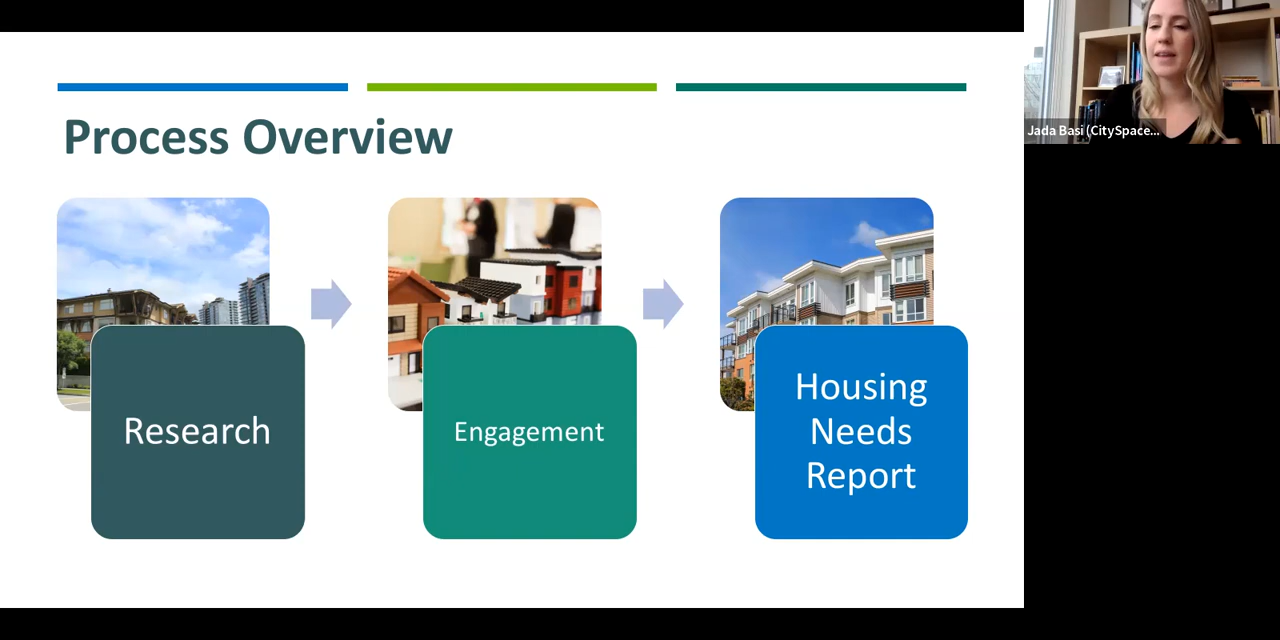 Process Overview
Research
Engagement
Housing
Needs
Report
Jada Basi (CitySpace...